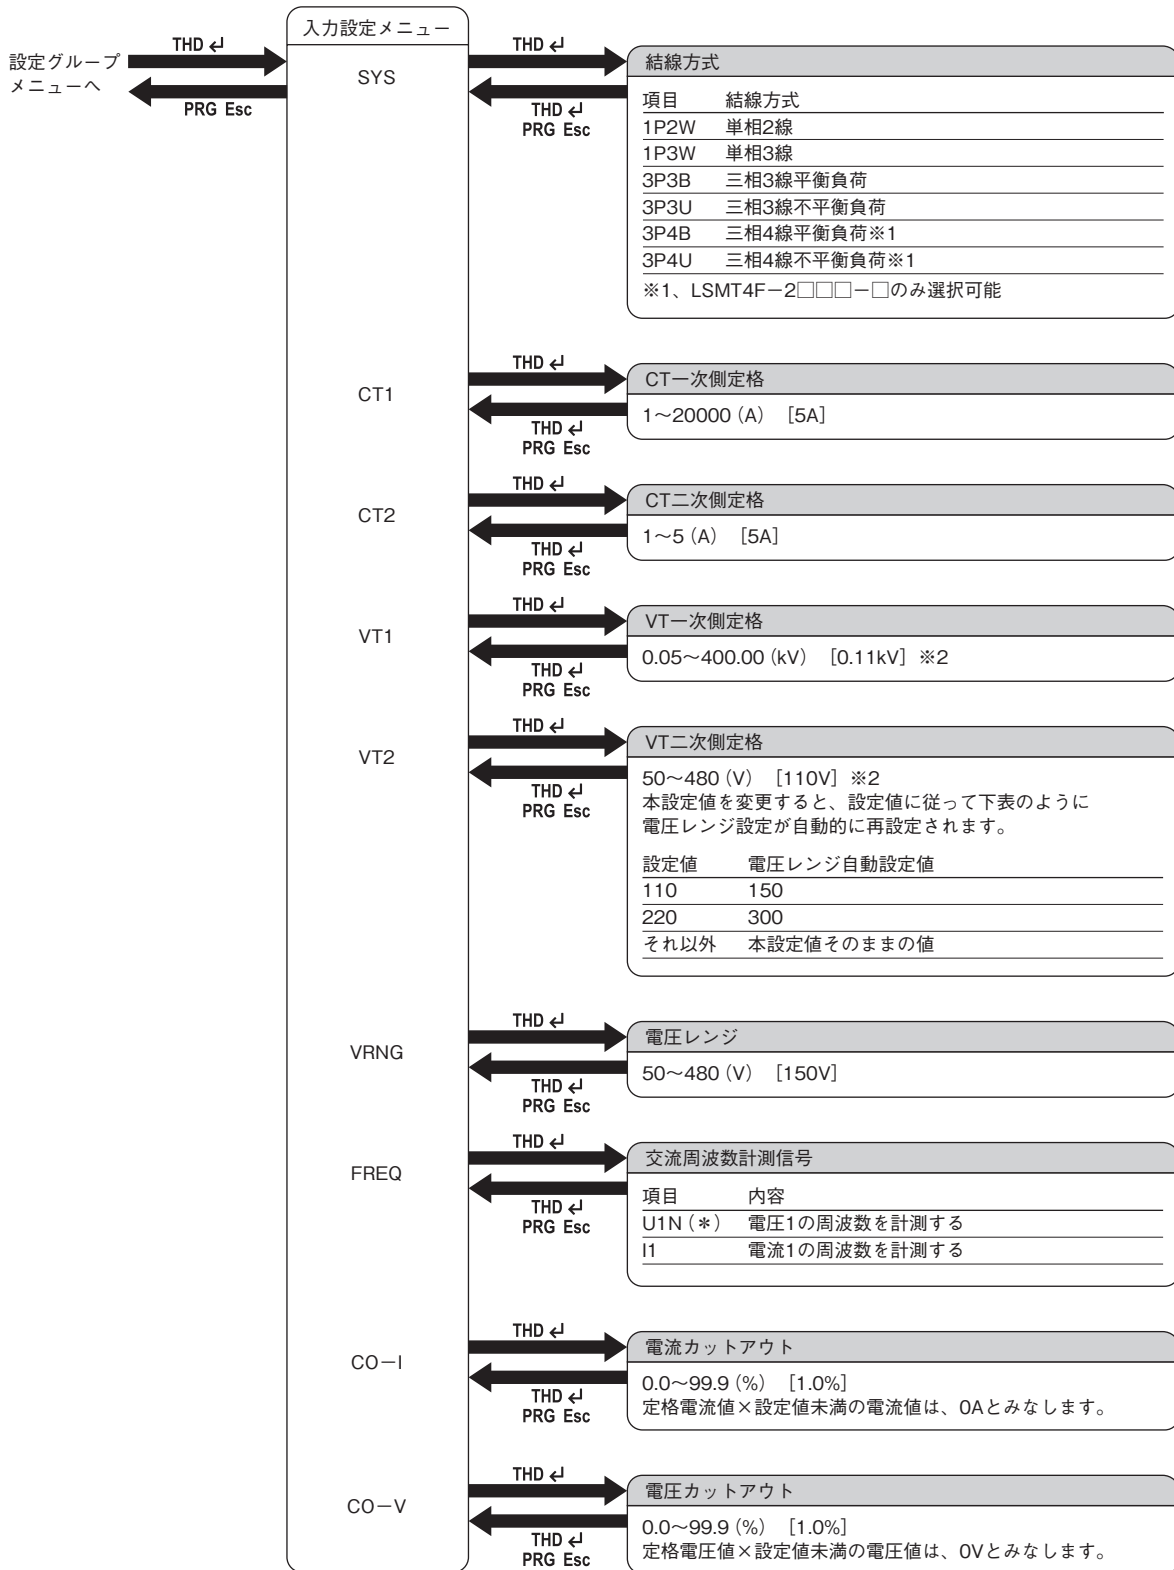 入力設定メニュー
設定グループ
メニューへ
THD ↵
PRG Esc
SYS
THD ↵
THD ↵
PRG Esc
結線方式
項目 結線方式
1P2W 単相2線
1P3W 単相3線
3P3B 三相3線平衡負荷
3P3U 三相3線不平衡負荷
3P4B 三相4線平衡負荷※1
3P4U 三相4線不平衡負荷※1
※1、LSMT4F－2□□□－□のみ選択可能
CT1
THD ↵
THD ↵
PRG Esc
CT一次側定格
1～20000（A） ［5A］
CT2
THD ↵
THD ↵
PRG Esc
CT二次側定格
1～5（A） ［5A］
VT1
THD ↵
THD ↵
PRG Esc
VT一次側定格
0.05～400.00（kV） ［0.11kV］※2
VT2
THD ↵
THD ↵
PRG Esc
VT二次側定格
50～480（V） ［110V］※2
本設定値を変更すると、設定値に従って下表のように
電圧レンジ設定が自動的に再設定されます。
設定値 電圧レンジ自動設定値
110 150
220 300
それ以外 本設定値そのままの値
VRNG
THD ↵
THD ↵
PRG Esc
電圧レンジ
50～480（V） ［150V］
FREQ
THD ↵
THD ↵
PRG Esc
交流周波数計測信号
項目 内容
U1N（＊） 電圧1の周波数を計測する
I1 電流1の周波数を計測する
CO－I
THD ↵
THD ↵
PRG Esc
電流カットアウト
0.0～99.9（%） ［1.0%］
定格電流値×設定値未満の電流値は、0Aとみなします。
CO－V
THD ↵
THD ↵
PRG Esc
電圧カットアウト
0.0～99.9（%） ［1.0%］
定格電圧値×設定値未満の電圧値は、0Vとみなします。